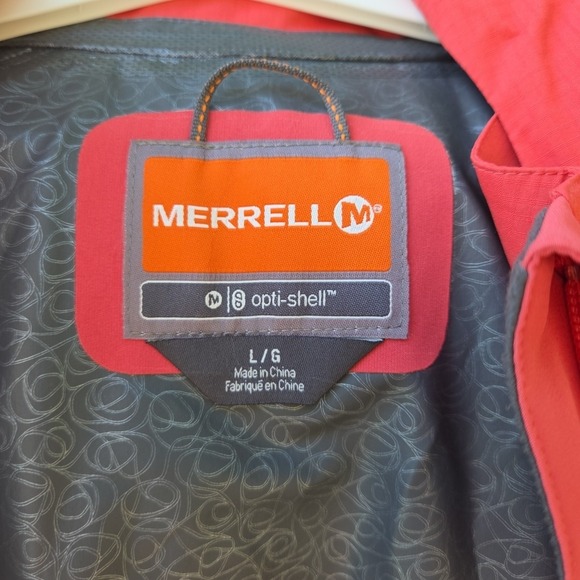 MERRELL M®
M | opti-shell™
L/G
Made in China
Fabriqué en Chine